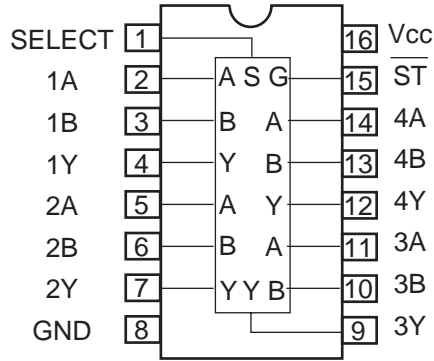 SELECT 1 16 Vcc
1A 2 A S G 15 S̅T̅
1B 3 B A 14 4A
1Y 4 Y B 13 4B
2A 5 A Y 12 4Y
2B 6 B A 11 3A
2Y 7 Y Y B 10 3B
GND 8 9 3Y